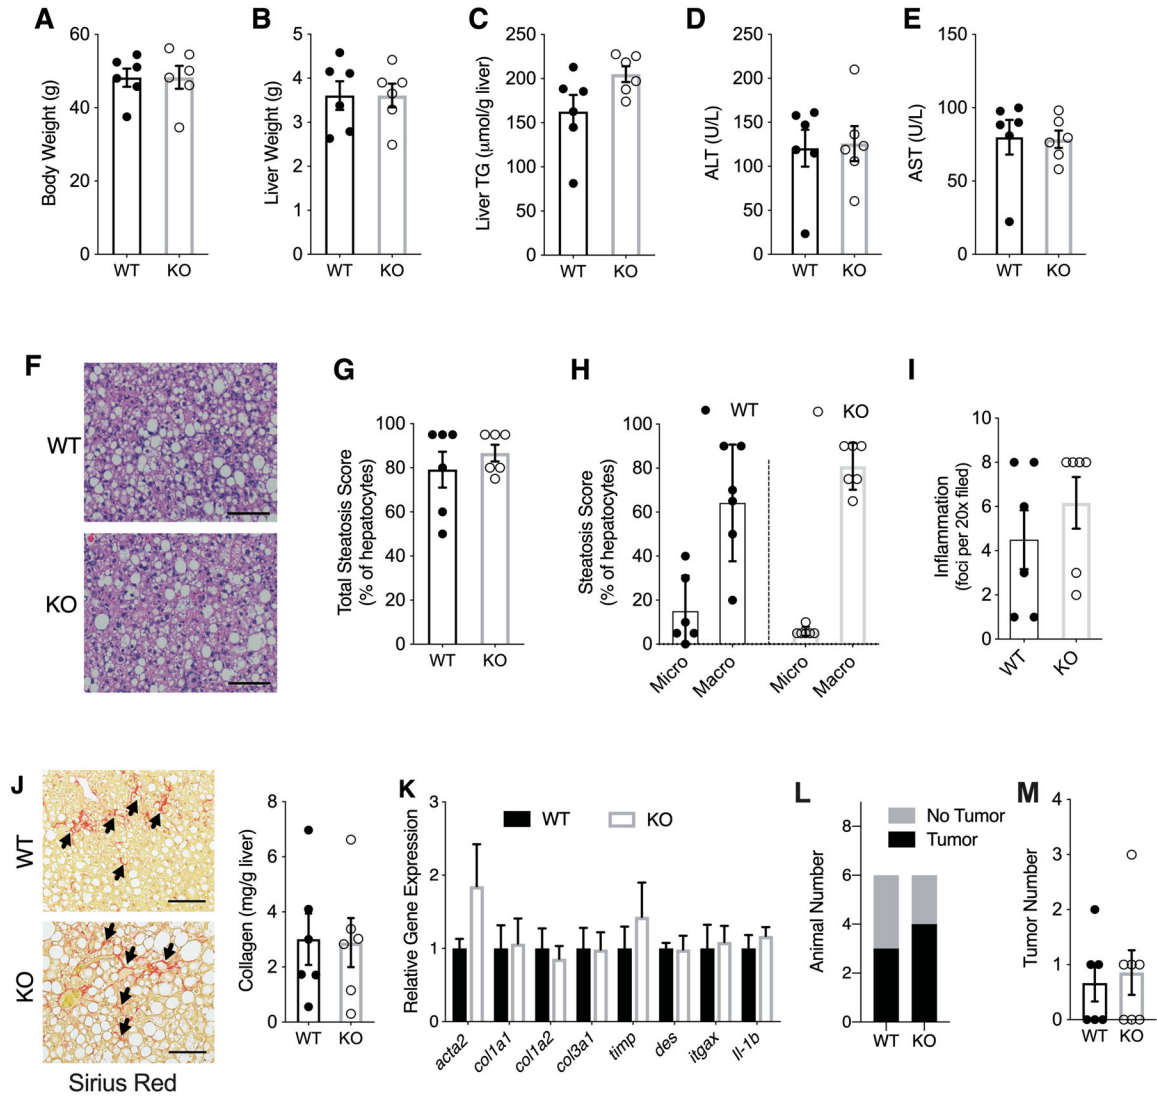 A
Body Weight (g)
60
40
20
0
WT
KO
B
Liver Weight (g)
5
4
3
2
1
0
WT
KO
C
Liver TG (µmol/g liver)
250
200
150
100
50
0
WT
KO
D
ALT (U/L)
250
200
150
100
50
0
WT
KO
E
AST (U/L)
150
100
50
0
WT
KO
F
WT
KO
G
Total Steatosis Score
(% of hepatocytes)
100
80
60
40
20
0
WT
KO
H
WT
KO
Steatosis Score
(% of hepatocytes)
100
80
60
40
20
0
Micro
Macro
Micro
Macro
I
Inflammation
(foci per 20x filed)
10
8
6
4
2
0
WT
KO
J
WT
KO
Sirius Red
Collagen (mg/g liver)
8
6
4
2
0
WT
KO
K
WT
KO
Relative Gene Expression
3
2
1
0
acta2
col1a1
col1a2
col3a1
timp
des
itgax
Il-1b
L
No Tumor
Tumor
Animal Number
8
6
4
2
0
WT
KO
M
Tumor Number
4
3
2
1
0
WT
KO